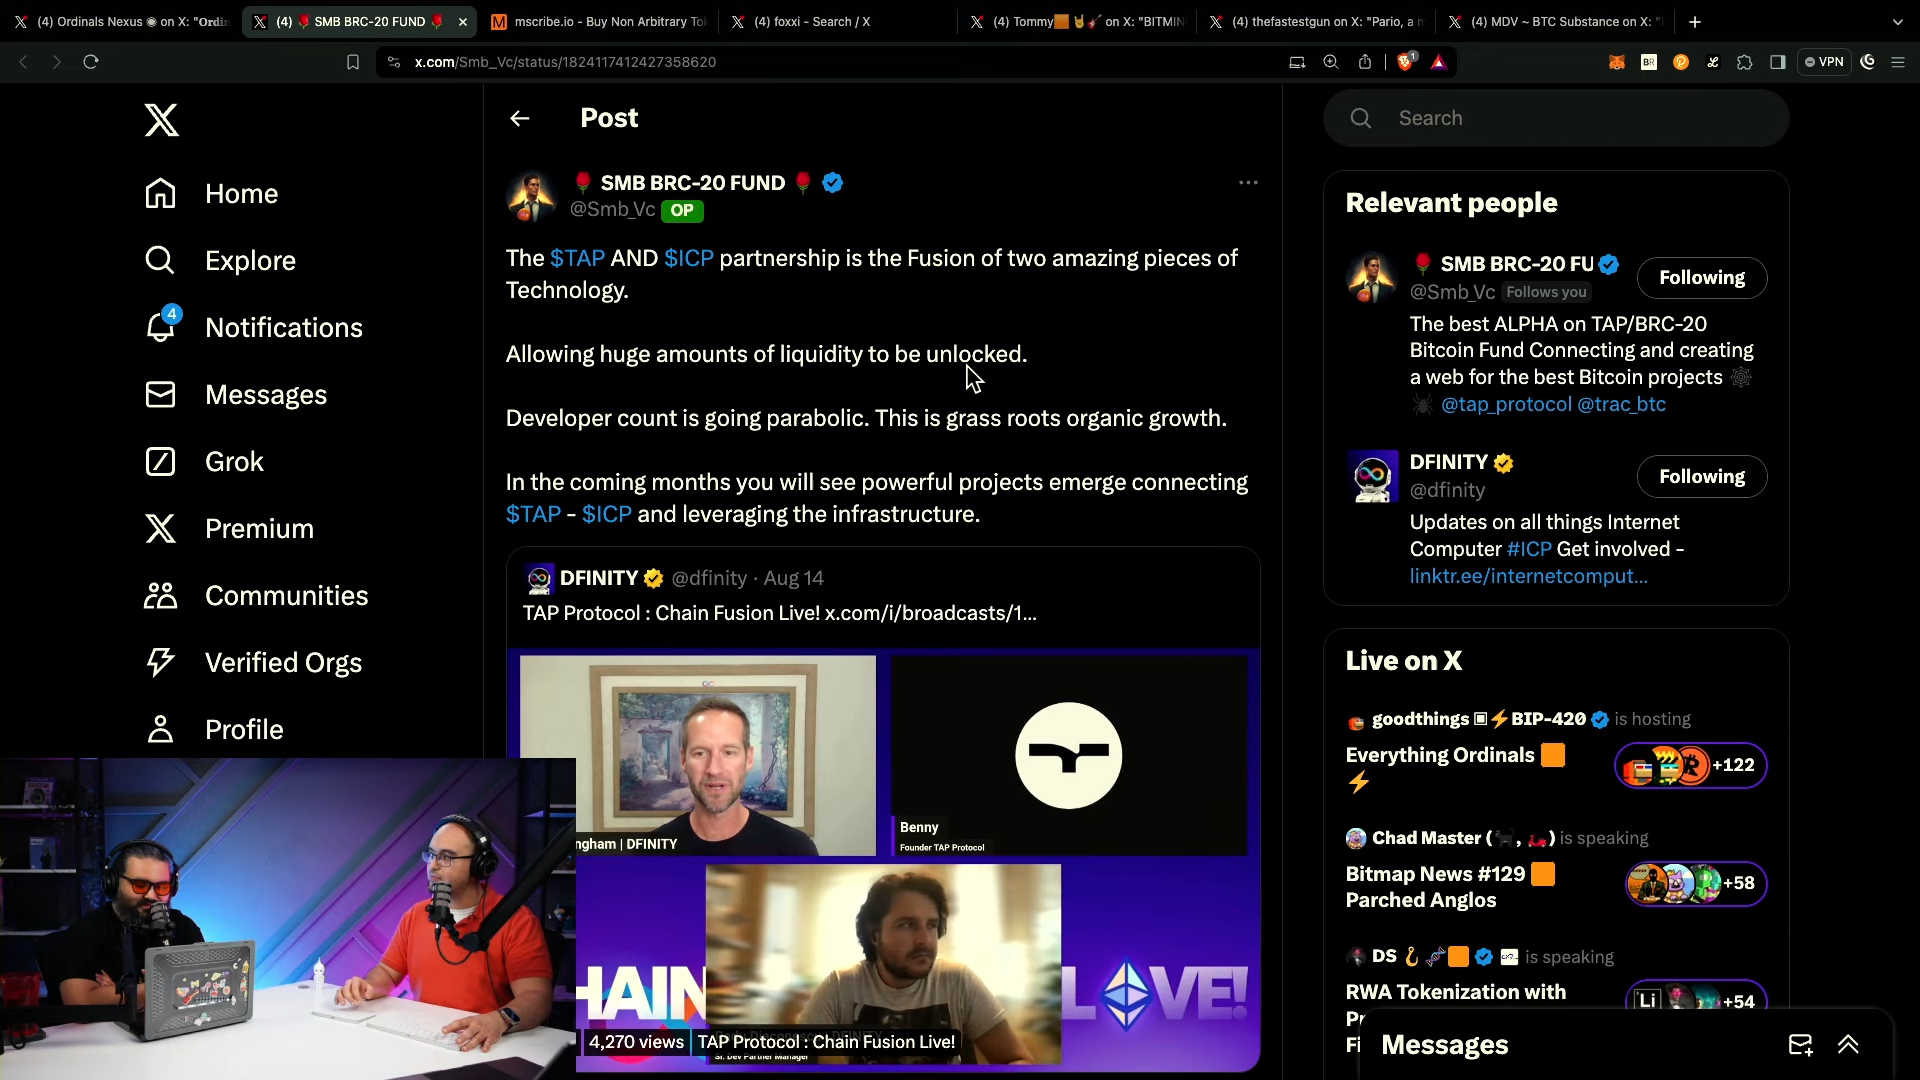 (4) Ordinals Nexus ◉ on X: "Ordin
(4) 🌹 SMB BRC-20 FUND 🌹
mscribe.io - Buy Non Arbitrary Tok
(4) foxxi - Search / X
(4) Tommy🟧🤘🎸 on X: "BITMIN
(4) thefastestgun on X: "Pario, a m
(4) MDV ~ BTC Substance on X: "
x.com/Smb_Vc/status/1824117412427358620
1
VPN
Home
Explore
4
Notifications
Messages
Grok
Premium
Communities
Verified Orgs
Profile
Post
🌹 SMB BRC-20 FUND 🌹
@Smb_Vc OP
The $TAP AND $ICP partnership is the Fusion of two amazing pieces of
Technology.
Allowing huge amounts of liquidity to be unlocked.
Developer count is going parabolic. This is grass roots organic growth.
In the coming months you will see powerful projects emerge connecting
$TAP - $ICP and leveraging the infrastructure.
DFINITY @dfinity · Aug 14
TAP Protocol : Chain Fusion Live! x.com/i/broadcasts/1...
ngham | DFINITY
Benny
Founder TAP Protocol
HAIN
L
VE!
4,270 views
TAP Protocol : Chain Fusion Live!
Sr. Dev Partner Manager
Search
Relevant people
🌹 SMB BRC-20 FU
Following
@Smb_Vc Follows you
The best ALPHA on TAP/BRC-20
Bitcoin Fund Connecting and creating
a web for the best Bitcoin projects 🕸
🕷 @tap_protocol @trac_btc
DFINITY
Following
@dfinity
Updates on all things Internet
Computer #ICP Get involved -
linktr.ee/internetcomput...
Live on X
goodthings ▣⚡BIP-420 is hosting
Everything Ordinals 🟧
⚡
+122
Chad Master (🐈‍⬛, 🛵) is speaking
Bitmap News #129 🟧
Parched Anglos
+58
DS 🪝🧬🟧 is speaking
RWA Tokenization with
Li
+54
Messages